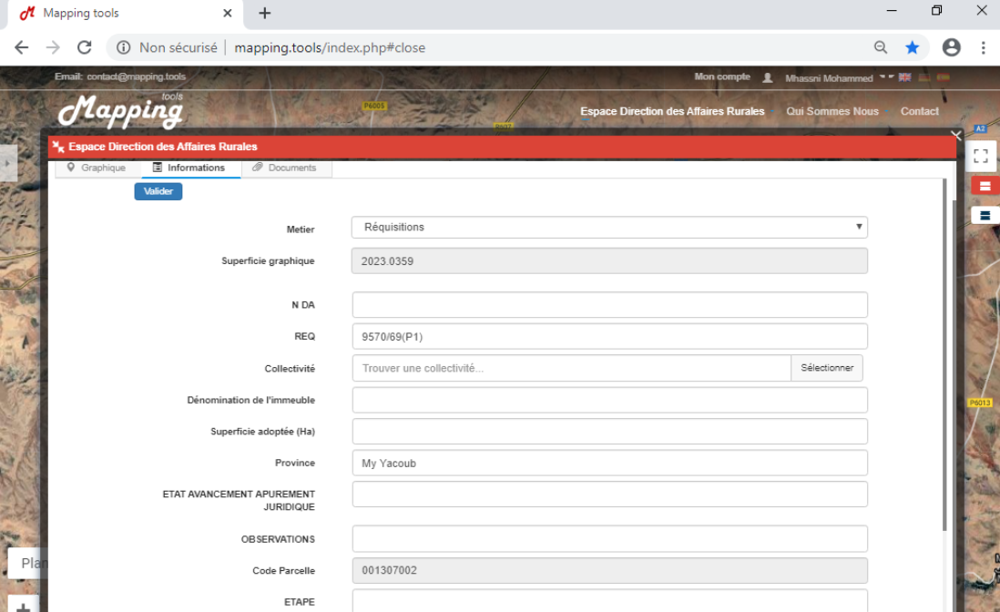 Mapping tools
Non sécurisé | mapping.tools/index.php#close
Email: contact@mapping.tools
Mon compte Mhassni Mohammed
tools
Mapping
P6005
P5027
Espace Direction des Affaires Rurales Qui Sommes Nous Contact
A2
Espace Direction des Affaires Rurales
Graphique Informations Documents
Valider
Metier Réquisitions
Superficie graphique 2023.0359
N DA
REQ 9570/69(P1)
Collectivité Trouver une collectivité... Sélectionner
Dénomination de l'immeuble
P6013
Superficie adoptée (Ha)
Province My Yacoub
ETAT AVANCEMENT APUREMENT
JURIDIQUE
OBSERVATIONS
Plan
Code Parcelle 001307002
ETAPE